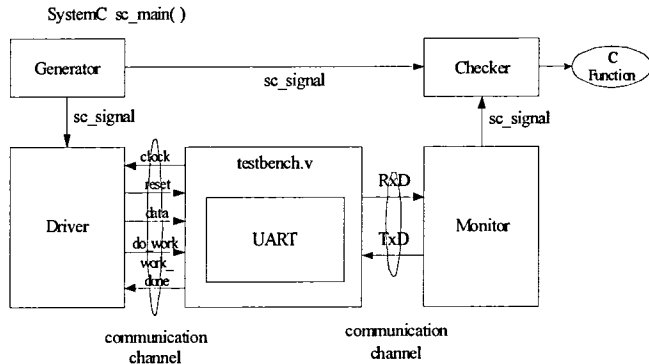 SystemC sc_main( )
Generator
sc_signal
Checker
C
Function
sc_signal
sc_signal
Driver
clock
reset
data
do_work
work_
done
testbench.v
UART
RxD
TxD
Monitor
communication
channel
communication
channel